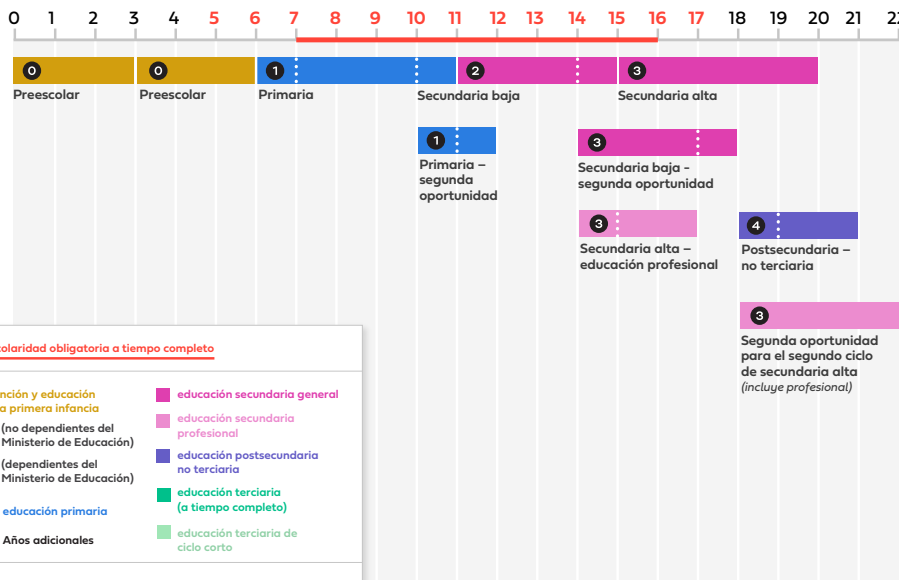 0 1 2 3 4 5 6 7 8 9 10 11 12 13 14 15 16 17 18 19 20 21
0 0 1 2 3
Preescolar Preescolar Primaria Secundaria baja Secundaria alta
1
Primaria –
segunda
oportunidad
3
Secundaria baja -
segunda oportunidad
3
Secundaria alta –
educación profesional
4
Postsecundaria –
no terciaria
3
Segunda oportunidad
para el segundo ciclo
de secundaria alta
(incluye profesional)
colaridad obligatoria a tiempo completo
nción y educación
a primera infancia
(no dependientes del
Ministerio de Educación)
(dependientes del
Ministerio de Educación)
educación primaria
Años adicionales
educación secundaria general
educación secundaria
profesional
educación postsecundaria
no terciaria
educación terciaria
(a tiempo completo)
educación terciaria de
ciclo corto